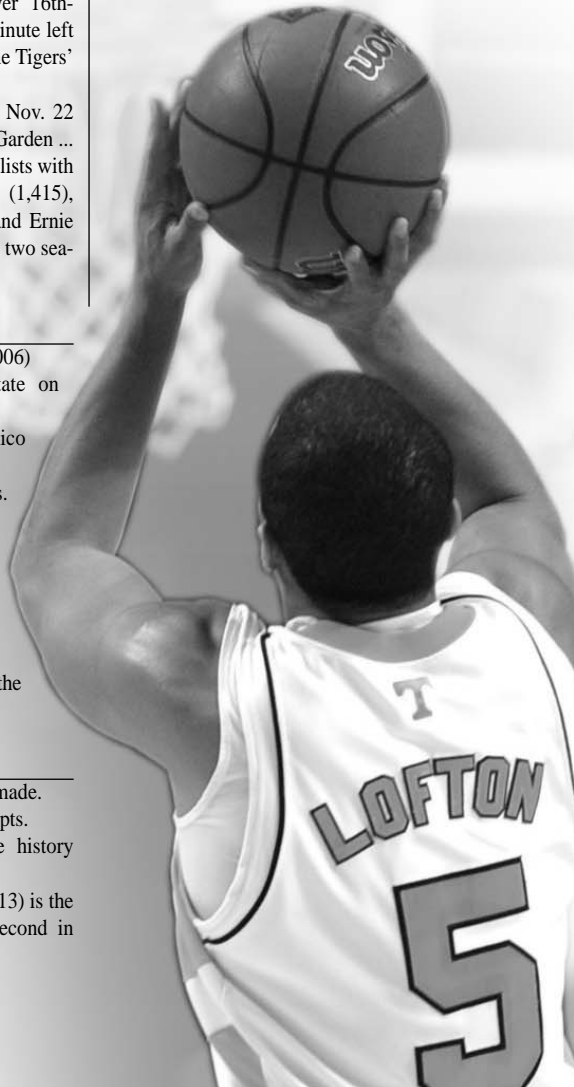 ver 16th-
inute left
e Tigers'
Nov. 22
Garden ...
lists with
(1,415),
nd Ernie
two sea-
006)
ate on
ico
s.
the
made.
pts.
e history
13) is the
econd in
T
LOFTON
5